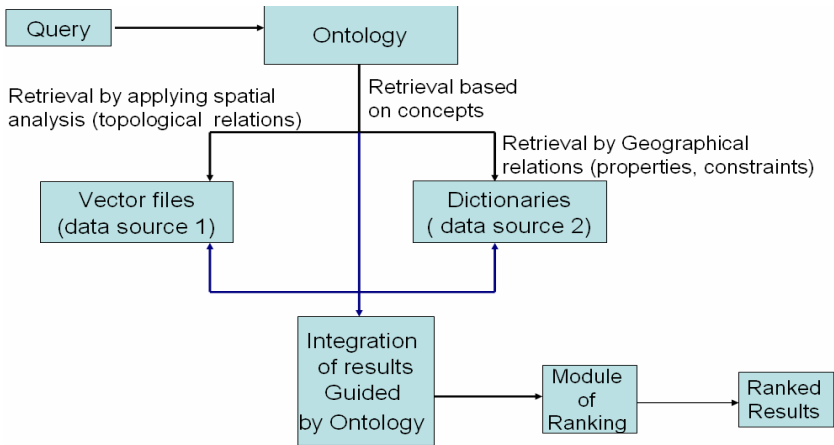 Query
Ontology
Retrieval by applying spatial
analysis (topological relations)
Retrieval based
on concepts
Retrieval by Geographical
relations (properties, constraints)
Vector files
(data source 1)
Dictionaries
( data source 2)
Integration
of results
Guided
by Ontology
Module
of
Ranking
Ranked
Results